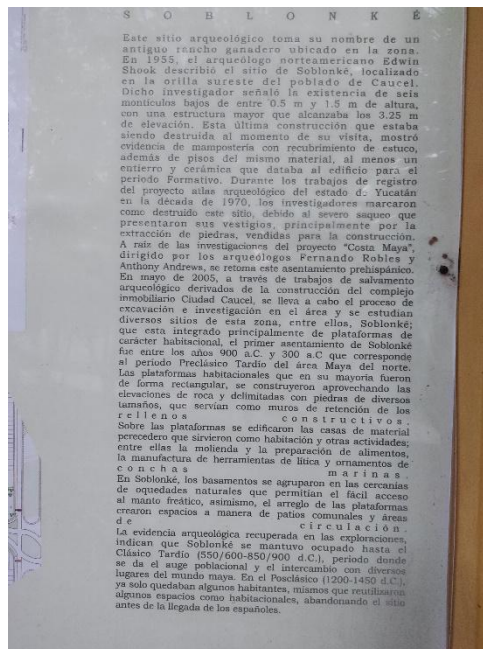 S O B L O N K É
Este sitio arqueológico toma su nombre de un
antiguo rancho ganadero ubicado en la zona.
En 1955, el arqueólogo norteamericano Edwin
Shook describió el sitio de Soblonké, localizado
en la orilla sureste del poblado de Caucel.
Dicho investigador señaló la existencia de seis
montículos bajos de entre 0.5 m y 1.5 m de altura,
con una estructura mayor que alcanzaba los 3.25 m
de elevación. Esta última construcción que estaba
siendo destruida al momento de su visita, mostró
evidencia de mampostería con recubrimiento de estuco,
además de pisos del mismo material, al menos un
entierro y cerámica que databa al edificio para el
periodo Formativo. Durante los trabajos de registro
del proyecto atlas arqueológico del estado de Yucatán
en la década de 1970, los investigadores marcaron
como destruido este sitio, debido al severo saqueo que
presentaron sus vestigios, principalmente por la
extracción de piedras, vendidas para la construcción.
A raíz de las investigaciones del proyecto "Costa Maya",
dirigido por los arqueólogos Fernando Robles y
Anthony Andrews, se retoma este asentamiento prehispánico.
En mayo de 2005, a través de trabajos de salvamento
arqueológico derivados de la construcción del complejo
inmobiliario Ciudad Caucel, se lleva a cabo el proceso de
excavación e investigación en el área y se estudian
diversos sitios de esta zona, entre ellos, Soblonké;
que esta integrado principalmente de plataformas de
carácter habitacional, el primer asentamiento de Soblonké
fue entre los años 900 a.C. y 300 a.C que corresponde
al periodo Preclásico Tardío del área Maya del norte.
Las plataformas habitacionales que en su mayoría fueron
de forma rectangular, se construyeron aprovechando las
elevaciones de roca y delimitadas con piedras de diversos
tamaños, que servían como muros de retención de los
rellenos constructivos.
Sobre las plataformas se edificaron las casas de material
perecedero que sirvieron como habitación y otras actividades;
entre ellas la molienda y la preparación de alimentos,
la manufactura de herramientas de lítica y ornamentos de
conchas marinas.
En Soblonké, los basamentos se agruparon en las cercanías
de oquedades naturales que permitían el fácil acceso
al manto freático, asimismo, el arreglo de las plataformas
crearon espacios a manera de patios comunales y áreas
de circulación.
La evidencia arqueológica recuperada en las exploraciones,
indican que Soblonké se mantuvo ocupado hasta el
Clásico Tardío (550/600-850/900 d.C.), periodo donde
se da el auge poblacional y el intercambio con diversos
lugares del mundo maya. En el Posclásico (1200-1450 d.C.),
ya solo quedaban algunos habitantes, mismos que reutilizaron
algunos espacios como habitacionales, abandonando el sitio
antes de la llegada de los españoles.